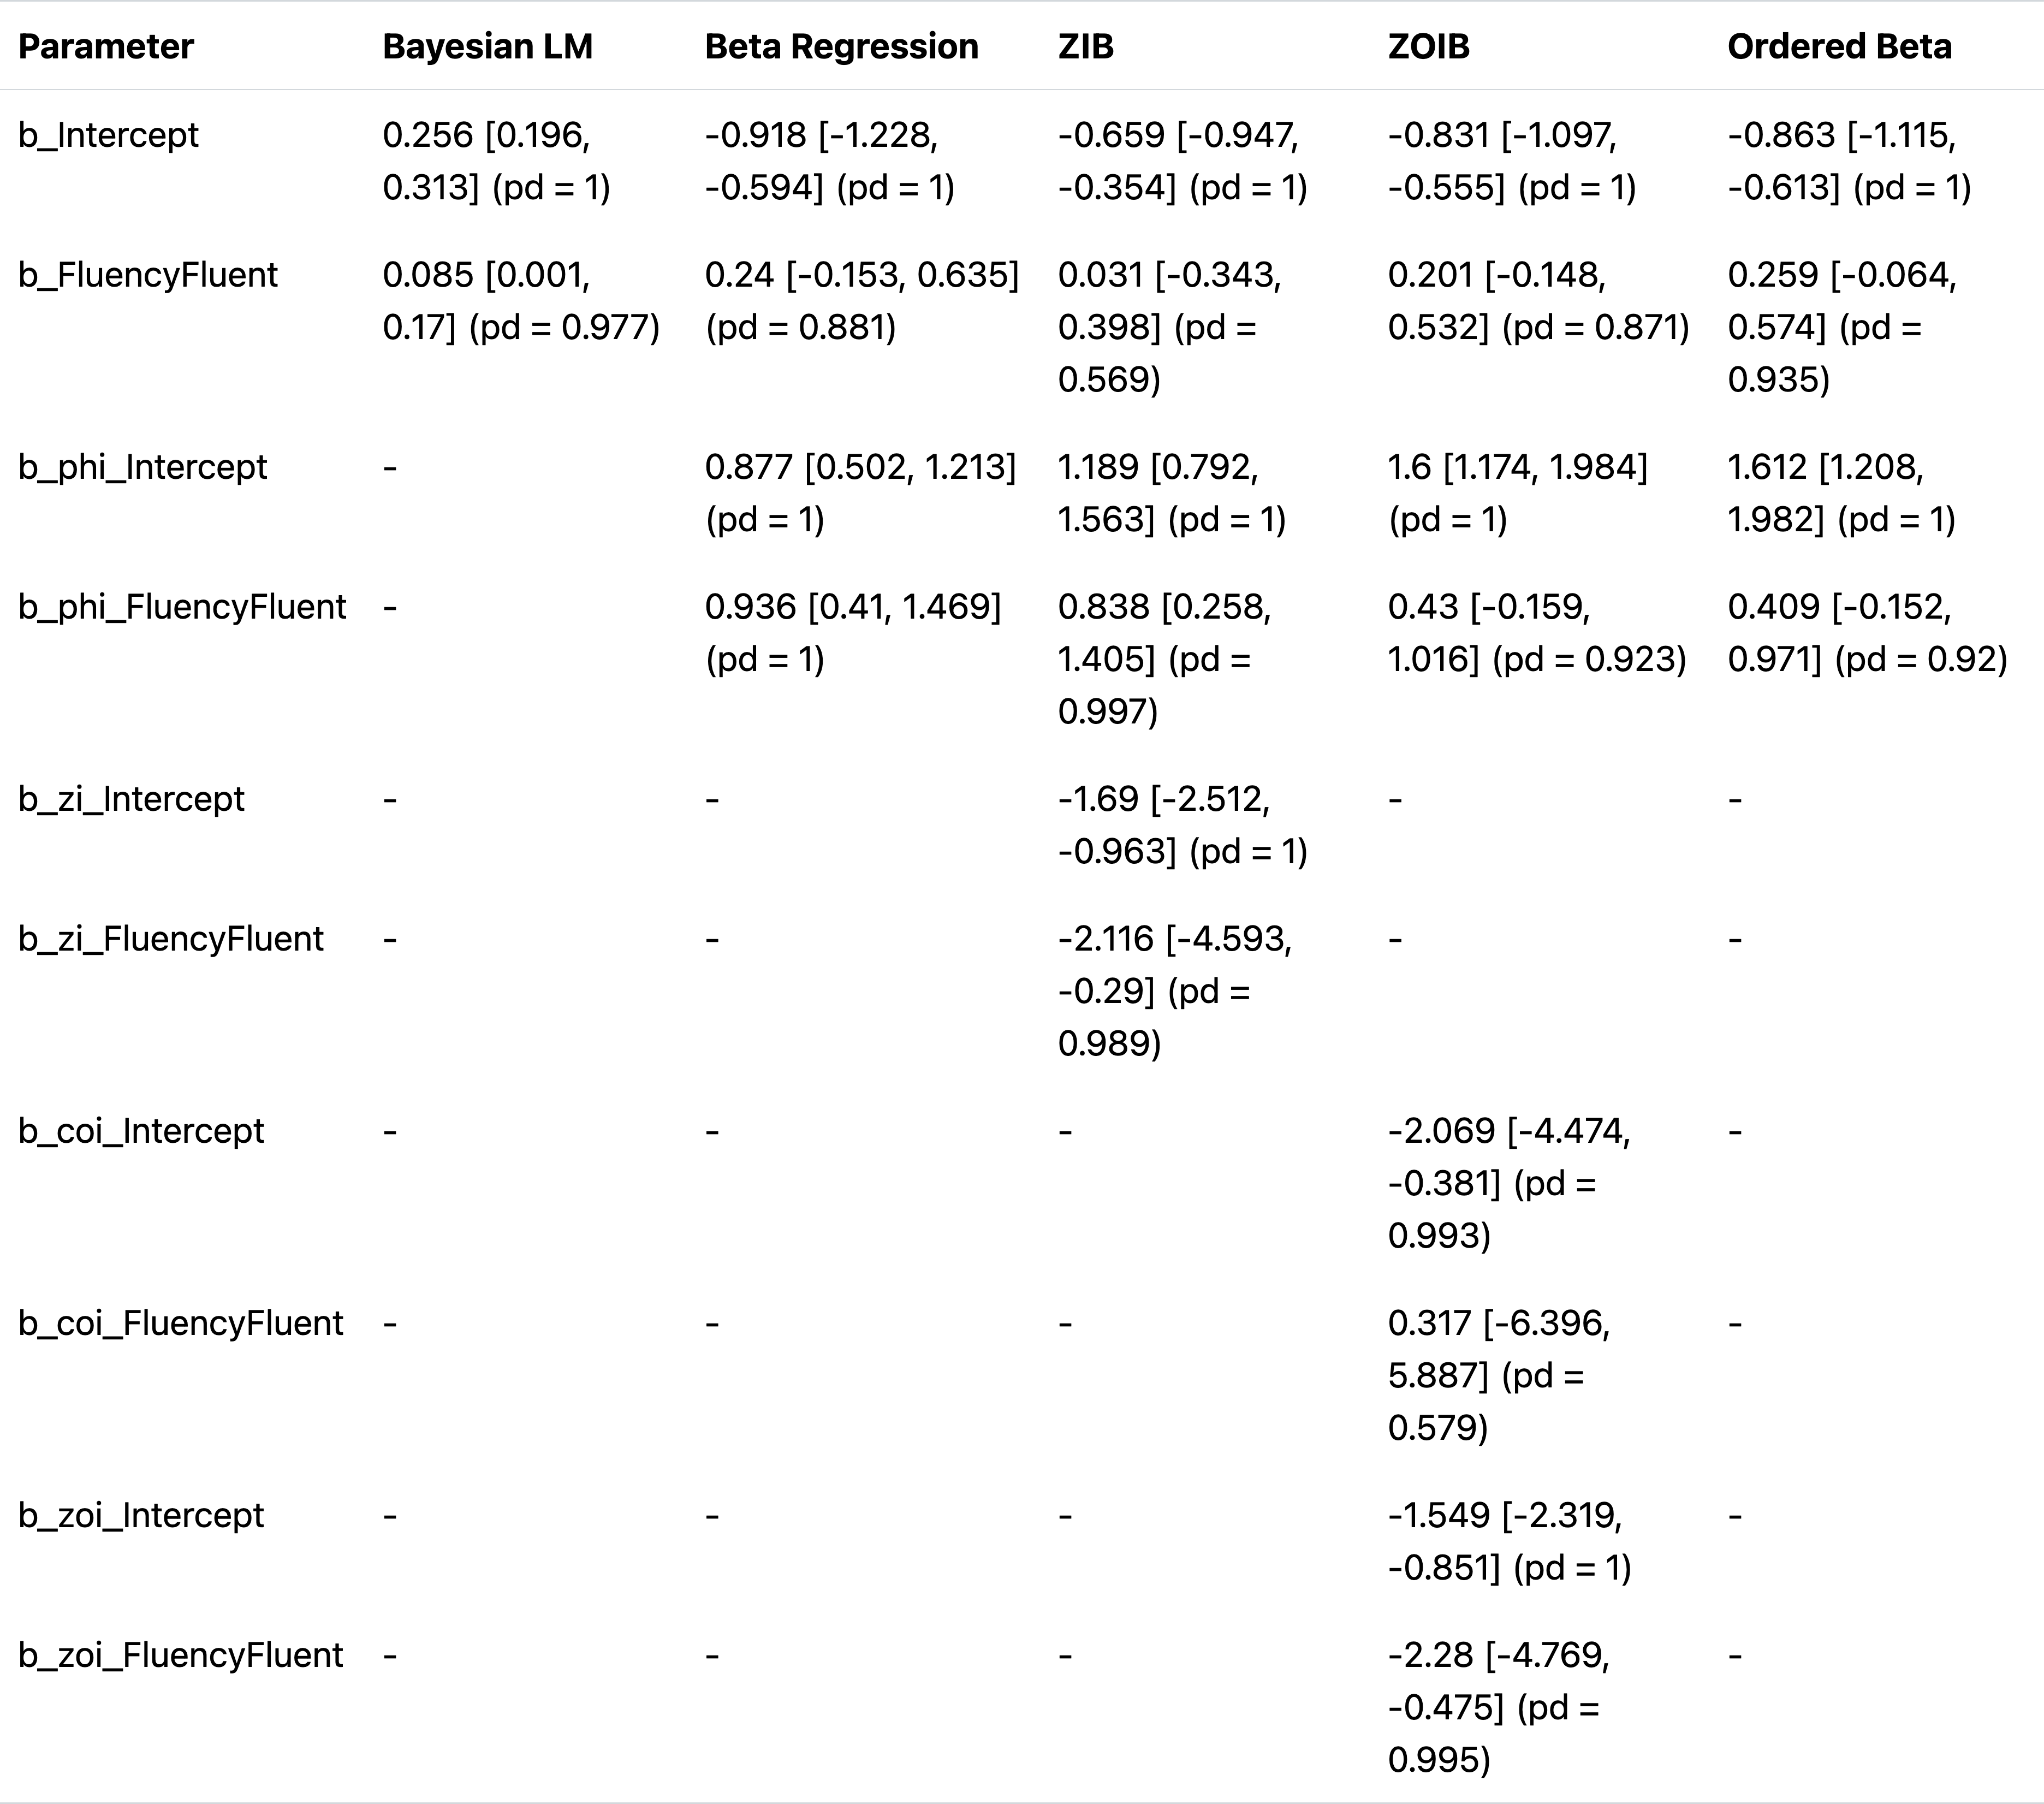 Parameter Bayesian LM Beta Regression ZIB ZOIB Ordered Beta
b_Intercept 0.256 [0.196, -0.918 [-1.228, -0.659 [-0.947, -0.831 [-1.097, -0.863 [-1.115,
0.313] (pd = 1) -0.594] (pd = 1) -0.354] (pd = 1) -0.555] (pd = 1) -0.613] (pd = 1)
b_FluencyFluent 0.085 [0.001, 0.24 [-0.153, 0.635] 0.031 [-0.343, 0.201 [-0.148, 0.259 [-0.064,
0.17] (pd = 0.977) (pd = 0.881) 0.398] (pd = 0.532] (pd = 0.871) 0.574] (pd =
0.569) 0.935)
b_phi_Intercept - 0.877 [0.502, 1.213] 1.189 [0.792, 1.6 [1.174, 1.984] 1.612 [1.208,
(pd = 1) 1.563] (pd = 1) (pd = 1) 1.982] (pd = 1)
b_phi_FluencyFluent - 0.936 [0.41, 1.469] 0.838 [0.258, 0.43 [-0.159, 0.409 [-0.152,
(pd = 1) 1.405] (pd = 1.016] (pd = 0.923) 0.971] (pd = 0.92)
0.997)
b_zi_Intercept - - -1.69 [-2.512, - -
-0.963] (pd = 1)
b_zi_FluencyFluent - - -2.116 [-4.593, - -
-0.29] (pd =
0.989)
b_coi_Intercept - - - -2.069 [-4.474, -
-0.381] (pd =
0.993)
b_coi_FluencyFluent - - - 0.317 [-6.396, -
5.887] (pd =
0.579)
b_zoi_Intercept - - - -1.549 [-2.319, -
-0.851] (pd = 1)
b_zoi_FluencyFluent - - - -2.28 [-4.769, -
-0.475] (pd =
0.995)